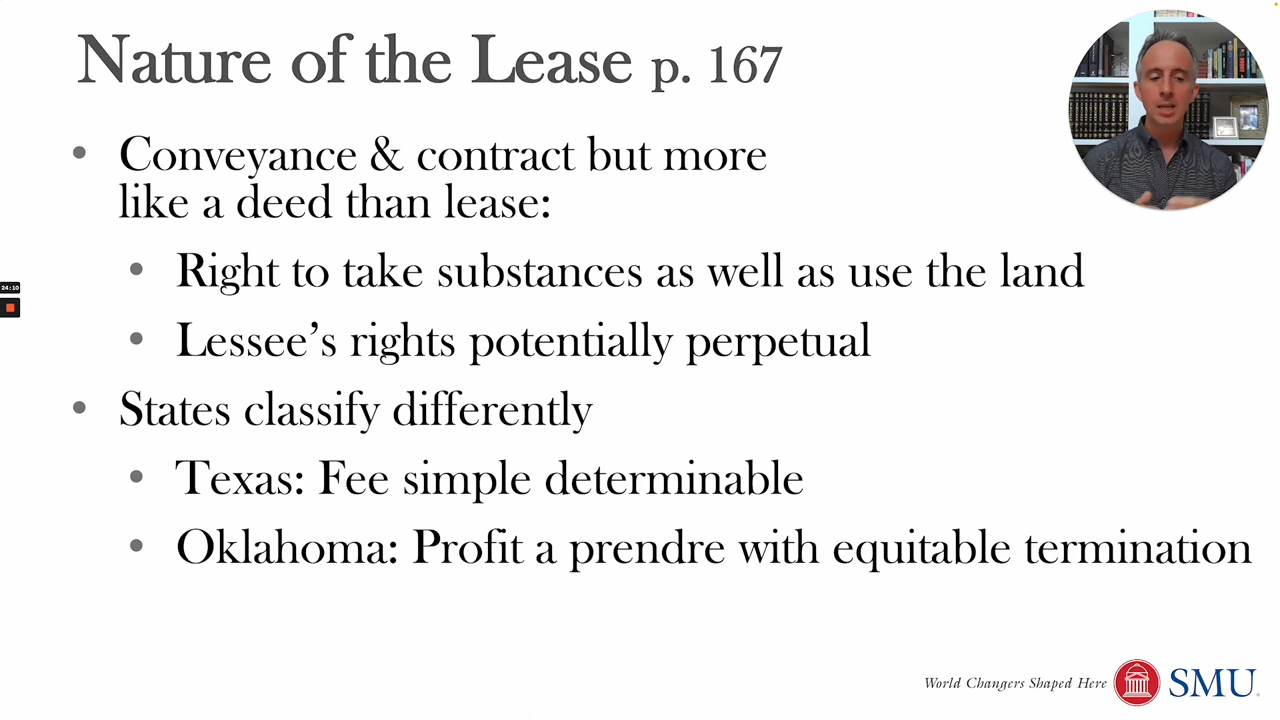 Nature of the Lease p. 167
• Conveyance & contract but more
like a deed than lease:
• Right to take substances as well as use the land
• Lessee’s rights potentially perpetual
• States classify differently
• Texas: Fee simple determinable
• Oklahoma: Profit a prendre with equitable termination
24:10
World Changers Shaped Here
SMU.